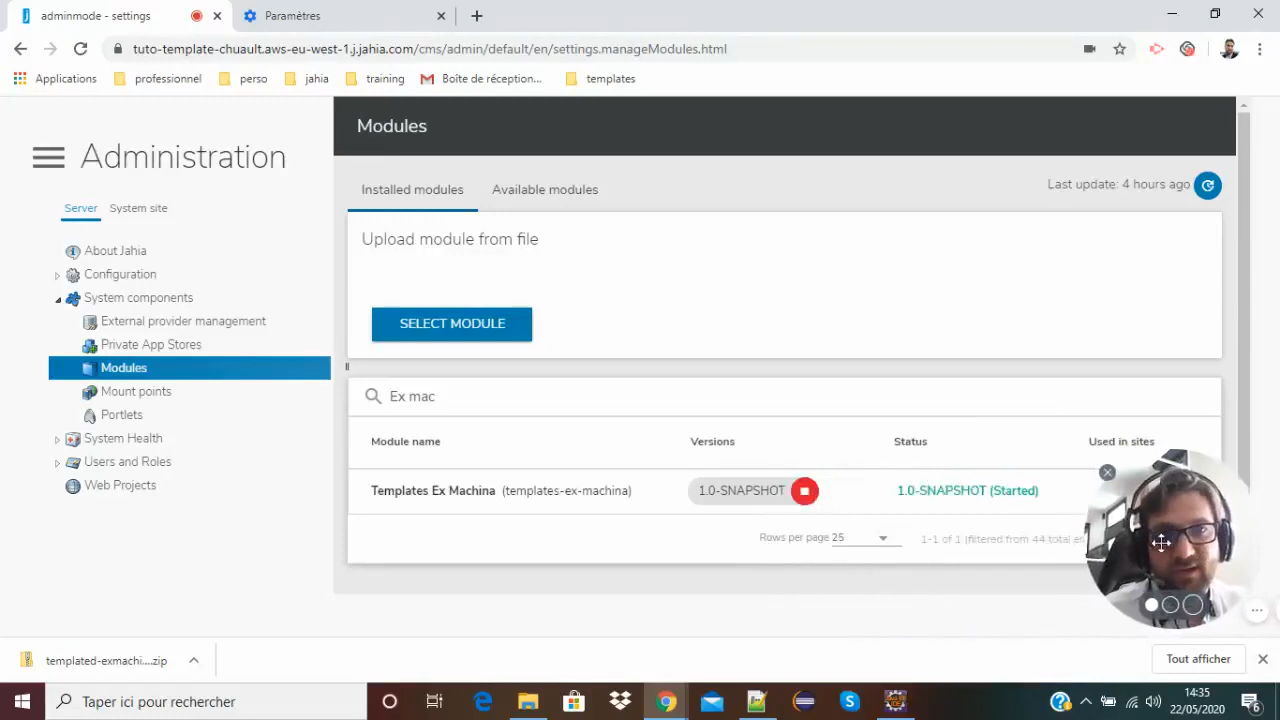 adminmode - settings
Paramètres
tuto-template-chuault.aws-eu-west-1.j.jahia.com/cms/admin/default/en/settings.manageModules.html
Applications
professionnel
perso
jahia
training
Boîte de réception...
templates
Administration
Modules
Server
System site
Installed modules
Available modules
Last update: 4 hours ago
Upload module from file
SELECT MODULE
About Jahia
Configuration
System components
External provider management
Private App Stores
Modules
Mount points
Portlets
System Health
Users and Roles
Web Projects
Ex mac
Module name
Versions
Status
Used in sites
Templates Ex Machina (templates-ex-machina)
1.0-SNAPSHOT
1.0-SNAPSHOT (Started)
Rows per page 25
1-1 of 1 (filtered from 44 total
templated-exmachi....zip
Tout afficher
Taper ici pour rechercher
14:35
22/05/2020
6